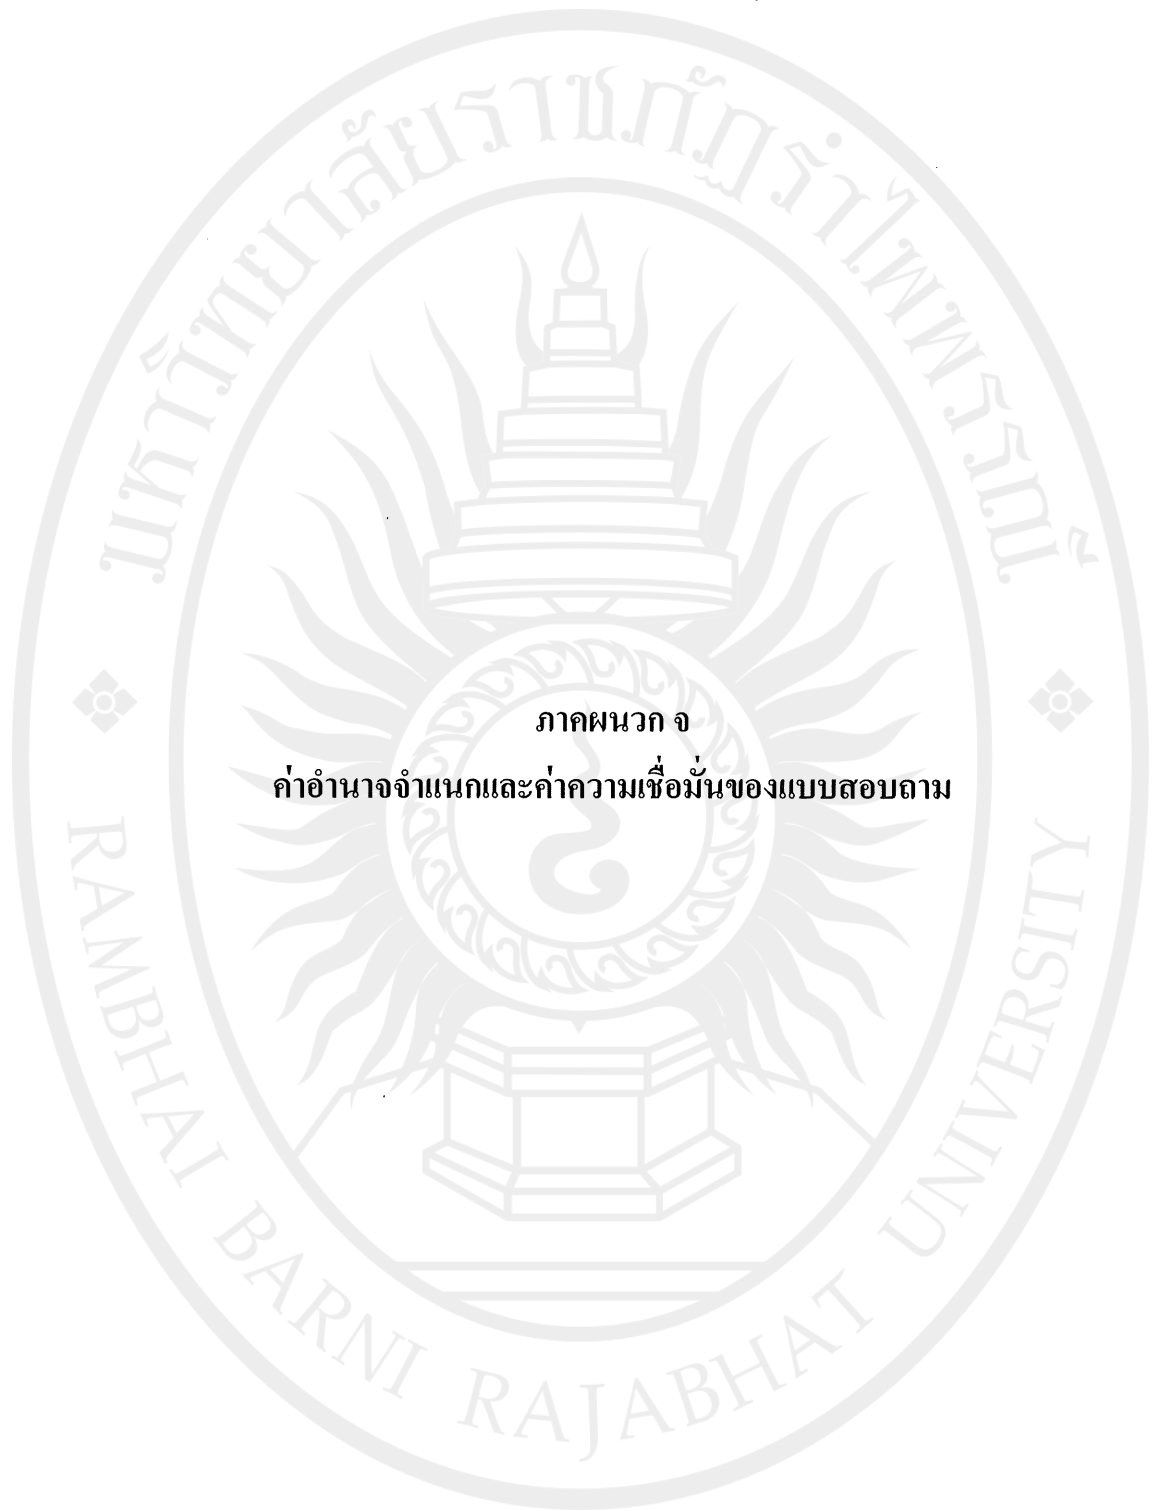 มหาวิทยาลัยราชภัฏรำไพพรรณี
ภาคผนวก จ
ค่าอำนาจจำแนกและค่าความเชื่อมั่นของแบบสอบถาม
RAMBHAI BARNI RAJABHAT UNIVERSITY